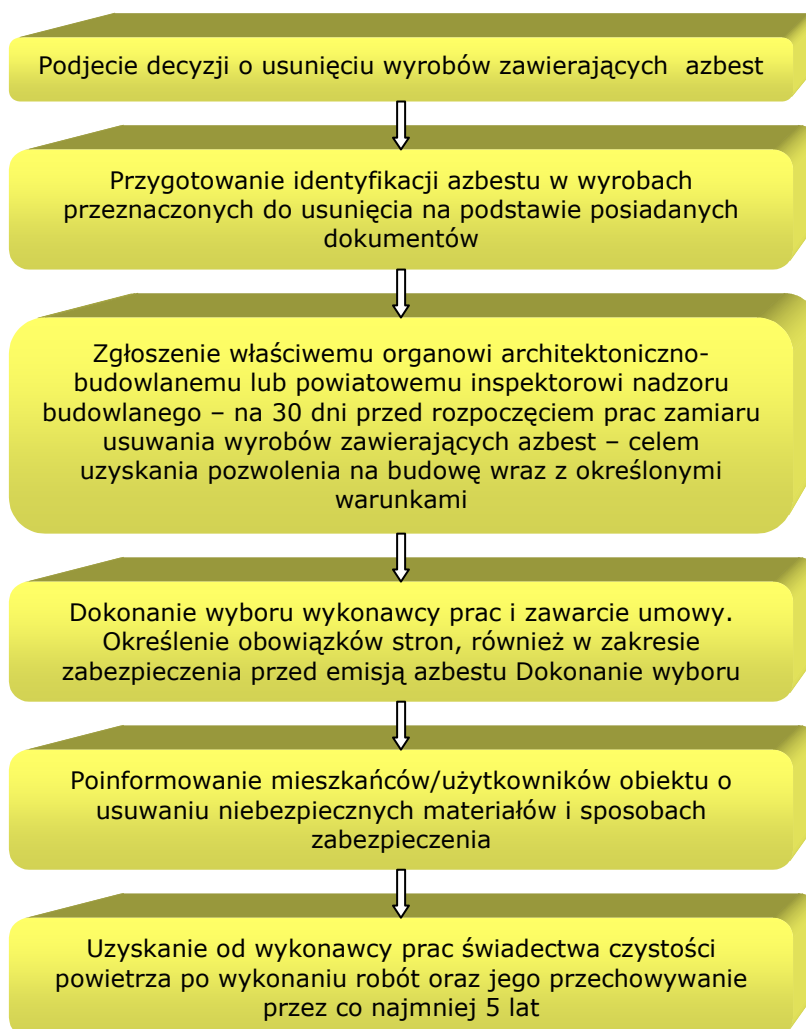 Podjecie decyzji o usunięciu wyrobów zawierających azbest
Przygotowanie identyfikacji azbestu w wyrobach
przeznaczonych do usunięcia na podstawie posiadanych
dokumentów
Zgłoszenie właściwemu organowi architektoniczno-
budowlanemu lub powiatowemu inspektorowi nadzoru
budowlanego – na 30 dni przed rozpoczęciem prac zamiaru
usuwania wyrobów zawierających azbest – celem
uzyskania pozwolenia na budowę wraz z określonymi
warunkami
Dokonanie wyboru wykonawcy prac i zawarcie umowy.
Określenie obowiązków stron, również w zakresie
zabezpieczenia przed emisją azbestu Dokonanie wyboru
Poinformowanie mieszkańców/użytkowników obiektu o
usuwaniu niebezpiecznych materiałów i sposobach
zabezpieczenia
Uzyskanie od wykonawcy prac świadectwa czystości
powietrza po wykonaniu robót oraz jego przechowywanie
przez co najmniej 5 lat